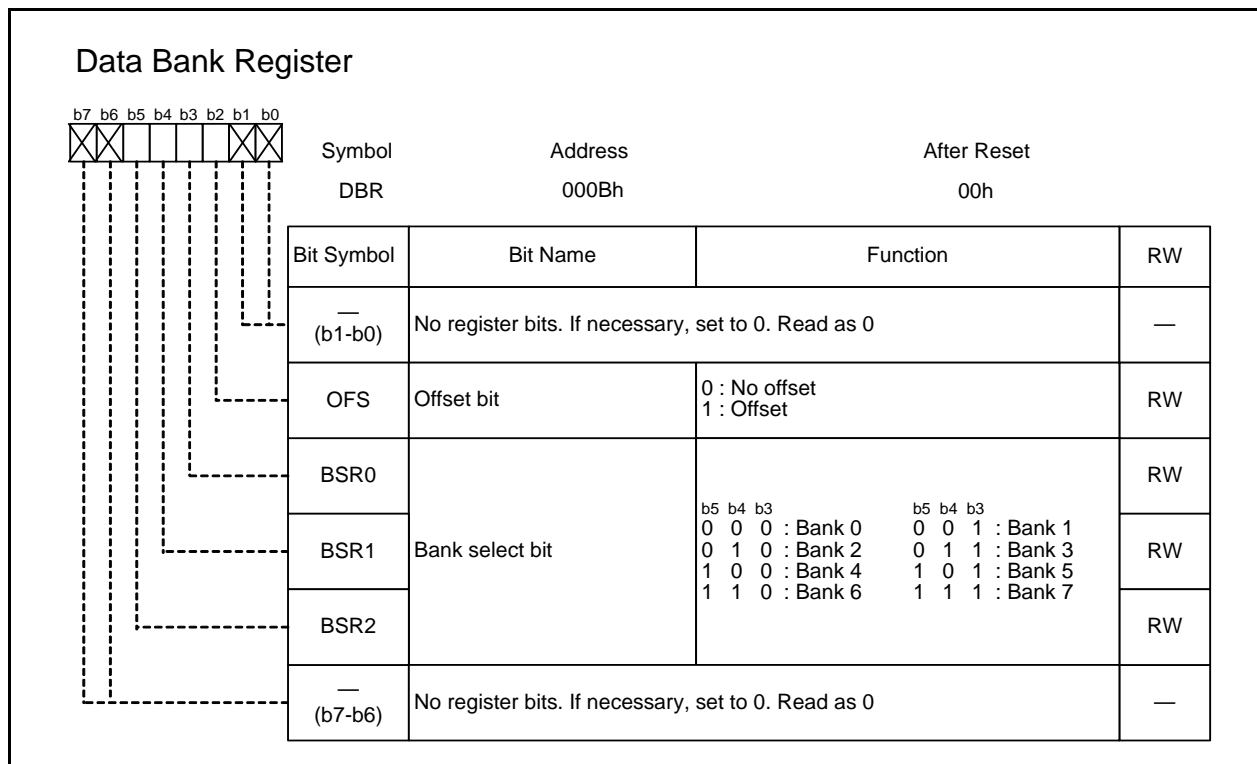 Data Bank Register
b7 b6 b5 b4 b3 b2 b1 b0
Symbol Address After Reset
DBR 000Bh 00h
Bit Symbol Bit Name Function RW
—
(b1-b0)
No register bits. If necessary, set to 0. Read as 0 —
OFS Offset bit
0 : No offset
1 : Offset
RW
BSR0 RW
BSR1 Bank select bit
b5 b4 b3 b5 b4 b3
0 0 0 : Bank 0 0 0 1 : Bank 1
0 1 0 : Bank 2 0 1 1 : Bank 3
1 0 0 : Bank 4 1 0 1 : Bank 5
1 1 0 : Bank 6 1 1 1 : Bank 7
RW
BSR2 RW
—
(b7-b6)
No register bits. If necessary, set to 0. Read as 0 —